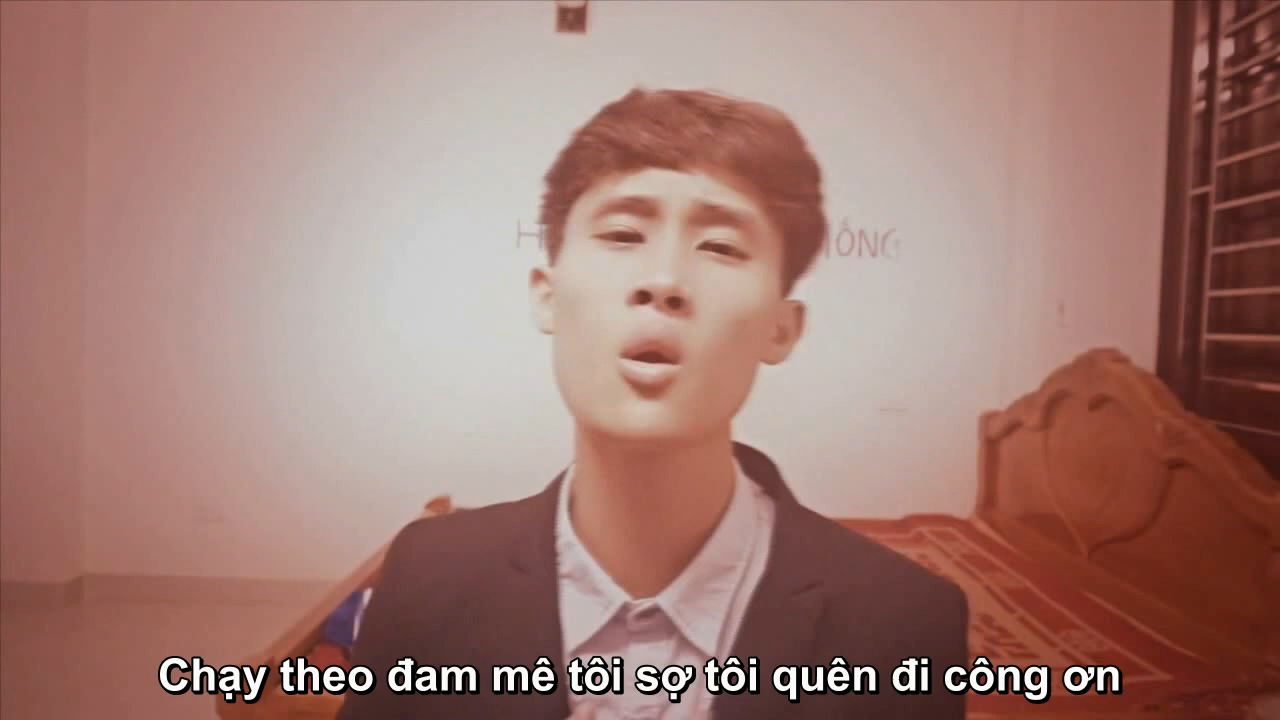 Chạy theo đam mê tôi sợ tôi quên đi công ơn